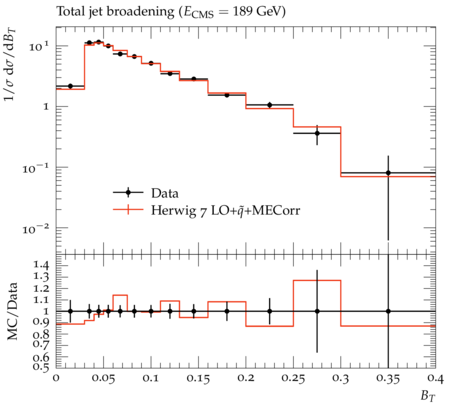 Total jet broadening (E_CMS = 189 GeV)
1/σ dσ/dB_T
10^1
1
10^−1
10^−2
Data
Herwig 7 LO+q̃+MECorr
MC/Data
1.4
1.3
1.2
1.1
1
0.9
0.8
0.7
0.6
0.5
0 0.05 0.1 0.15 0.2 0.25 0.3 0.35 0.4
B_T